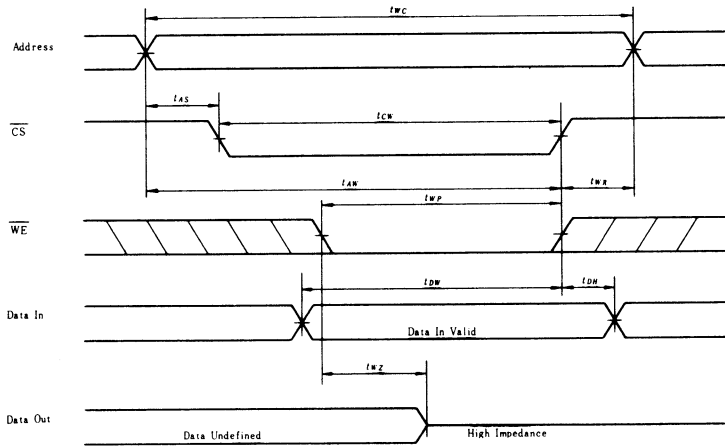 tWC
Address
tAS
tCW
CS
tAW
tWR
tWP
WE
tDW
tDH
Data In
Data In Valid
tWZ
Data Out
Data Undefined
High Impedance